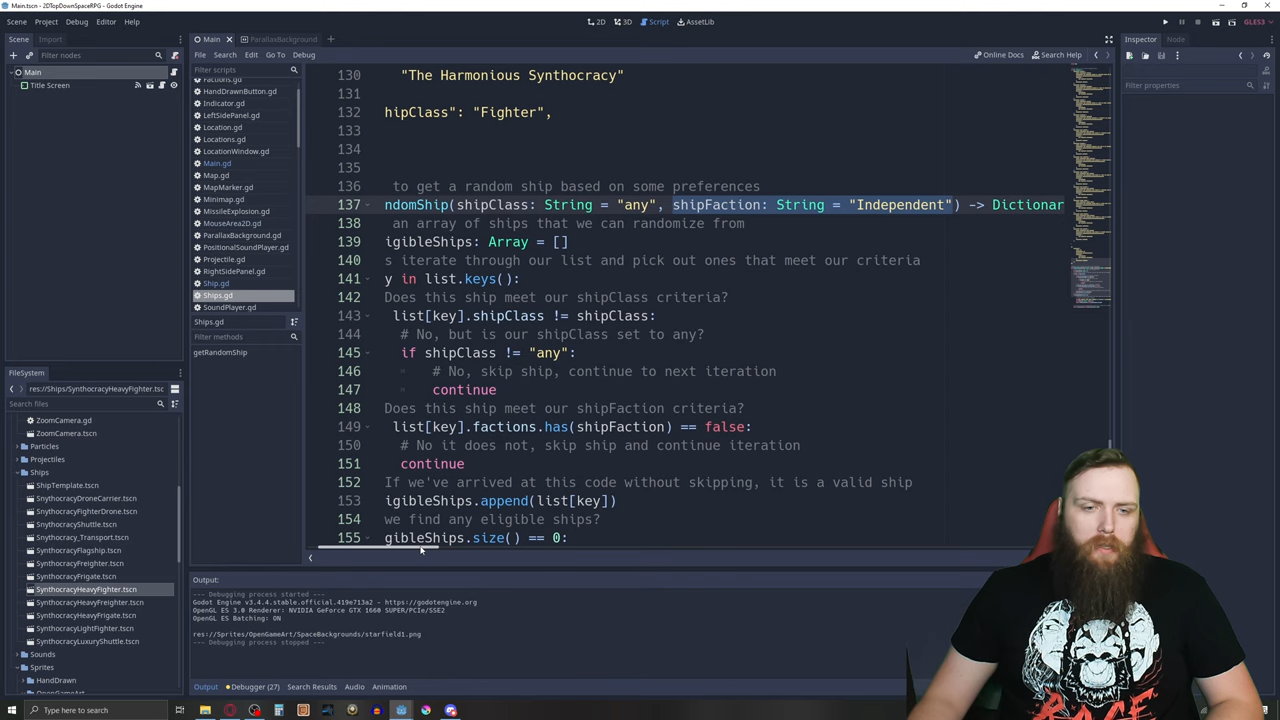 Main.tscn - 2DTopDownSpaceRPG - Godot Engine
Scene Project Debug Editor Help
2D 3D Script AssetLib
GLES3
Scene Import
Filter nodes
Main
Title Screen
Main ParallaxBackground
File Search Edit Go To Debug
Online Docs Search Help
Filter scripts
Factions.gd
HandDrawnButton.gd
Indicator.gd
LeftSidePanel.gd
Location.gd
Locations.gd
LocationWindow.gd
Main.gd
Map.gd
MapMarker.gd
Minimap.gd
MissileExplosion.gd
MouseArea2D.gd
ParallaxBackground.gd
PositionalSoundPlayer.gd
Projectile.gd
RightSidePanel.gd
Ship.gd
Ships.gd
SoundPlayer.gd
Ships.gd
Filter methods
getRandomShip
130 "The Harmonious Synthocracy"
131
132 hipClass": "Fighter",
133
134
135
136 to get a random ship based on some preferences
137 ndomShip(shipClass: String = "any", shipFaction: String = "Independent") -> Dictionar
138 an array of ships that we can randomize from
139 igibleShips: Array = []
140 s iterate through our list and pick out ones that meet our criteria
141 y in list.keys():
142 Does this ship meet our shipClass criteria?
143 list[key].shipClass != shipClass:
144 # No, but is our shipClass set to any?
145 if shipClass != "any":
146 # No, skip ship, continue to next iteration
147 continue
148 Does this ship meet our shipFaction criteria?
149 list[key].factions.has(shipFaction) == false:
150 # No it does not, skip ship and continue iteration
151 continue
152 If we've arrived at this code without skipping, it is a valid ship
153 igibleShips.append(list[key])
154 we find any eligible ships?
155 gibleShips.size() == 0:
Inspector Node
Filter properties
FileSystem
res://Ships/SynthocracyHeavyFighter.tsc
Search files
ZoomCamera.gd
ZoomCamera.tscn
Particles
Projectiles
Ships
ShipTemplate.tscn
SnythocracyDroneCarrier.tscn
SnythocracyFighterDrone.tscn
SnythocracyShuttle.tscn
Synthocracy_Transport.tscn
SynthocracyFlagship.tscn
SynthocracyFreighter.tscn
SynthocracyFrigate.tscn
SynthocracyHeavyFighter.tscn
SynthocracyHeavyFreighter.tscn
SynthocracyHeavyFrigate.tscn
SynthocracyLightFighter.tscn
SynthocracyLuxuryShuttle.tscn
Sounds
Sprites
HandDrawn
OpenGameArt
Output:
--- Debugging process started ---
Godot Engine v3.4.4.stable.official.419e713a2 - https://godotengine.org
OpenGL ES 3.0 Renderer: NVIDIA GeForce GTX 1660 SUPER/PCIe/SSE2
OpenGL ES Batching: ON
res://Sprites/OpenGameArt/SpaceBackgrounds/starfield1.png
--- Debugging process stopped ---
Output Debugger (27) Search Results Audio Animation
Type here to search